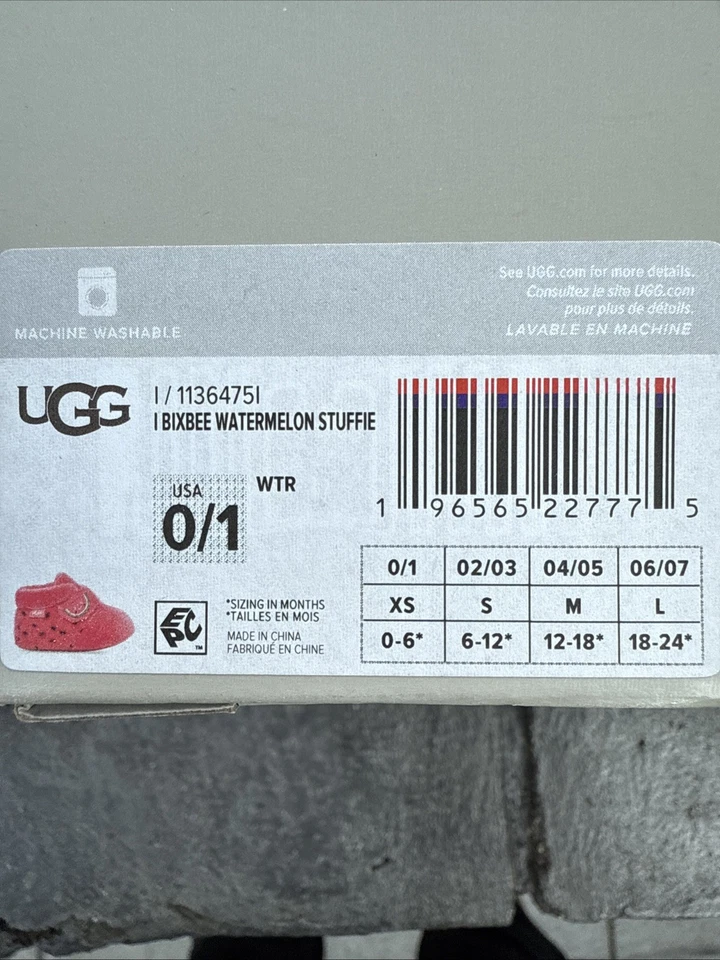 MACHINE WASHABLE
See UGG.com for more details.
Consultez le site UGG.com
pour plus de détails.
LAVABLE EN MACHINE
UGG
I / 1136475I
I BIXBEE WATERMELON STUFFIE
USA
0/1
WTR
1 96565 22777 5
EPC™
*SIZING IN MONTHS
*TAILLES EN MOIS
MADE IN CHINA
FABRIQUÉ EN CHINE
0/1 02/03 04/05 06/07
XS S M L
0-6* 6-12* 12-18* 18-24*